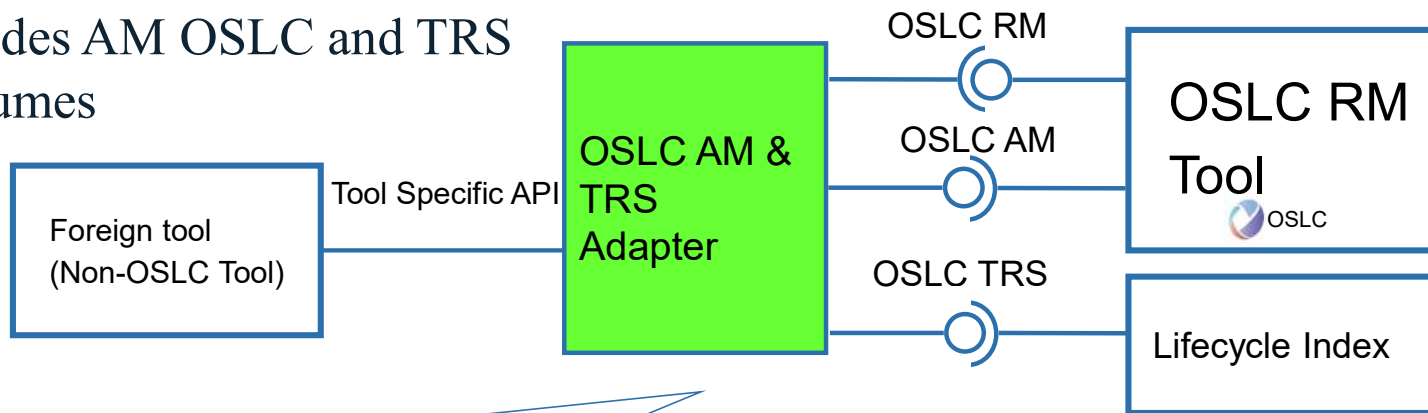 des AM OSLC and TRS
umes
OSLC RM
OSLC AM
OSLC TRS
Foreign tool
(Non-OSLC Tool)
Tool Specific API
OSLC AM &
TRS
Adapter
OSLC RM
Tool
OSLC
Lifecycle Index